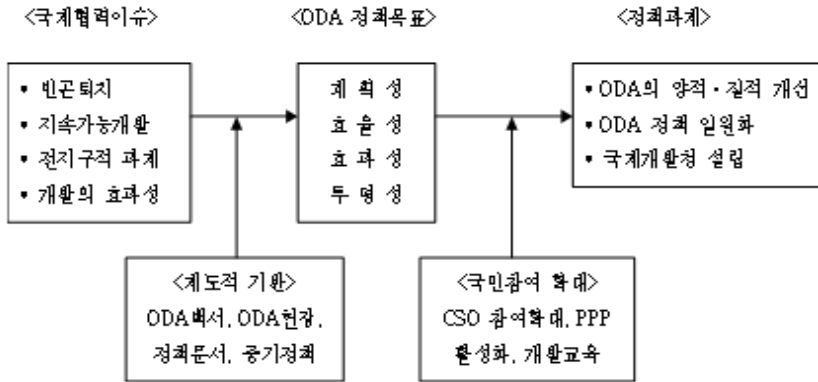 <국제협력이슈>
<ODA 정책목표>
<정책과제>
• 빈곤퇴치
• 지속가능개발
• 전지구적 과제
• 개발의 효과성
계 획 성
효 율 성
효 과 성
투 명 성
• ODA의 양적·질적 개선
• ODA 정책 일원화
• 국제개발청 설립
<제도적 기반>
ODA백서, ODA헌장,
정책문서, 중기정책
<국민참여 확대>
CSO 참여확대, PPP
활성화, 개발교육